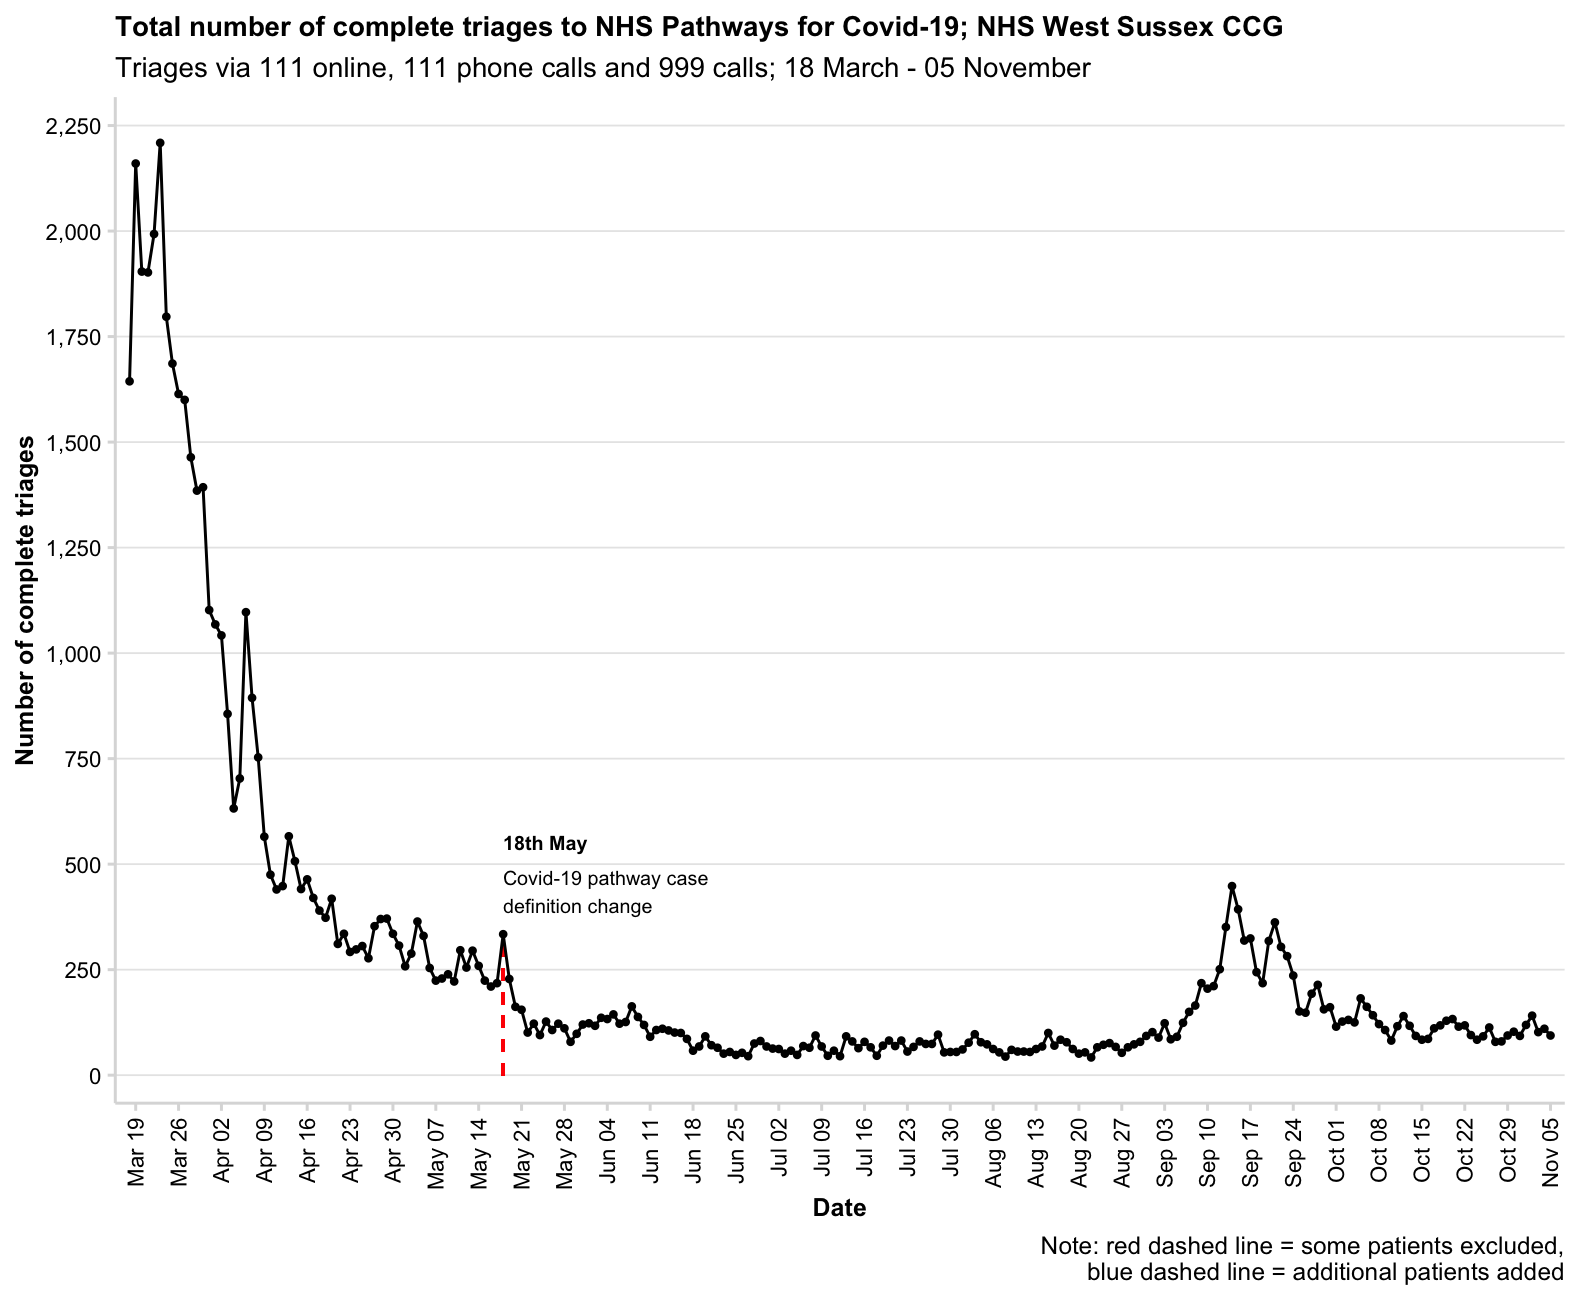 Total number of complete triages to NHS Pathways for Covid-19; NHS West Sussex CCG
Triages via 111 online, 111 phone calls and 999 calls; 18 March - 05 November
Number of complete triages
2,250
2,000
1,750
1,500
1,250
1,000
750
500
250
0
18th May
Covid-19 pathway case
definition change
Mar 19
Mar 26
Apr 02
Apr 09
Apr 16
Apr 23
Apr 30
May 07
May 14
May 21
May 28
Jun 04
Jun 11
Jun 18
Jun 25
Jul 02
Jul 09
Jul 16
Jul 23
Jul 30
Aug 06
Aug 13
Aug 20
Aug 27
Sep 03
Sep 10
Sep 17
Sep 24
Oct 01
Oct 08
Oct 15
Oct 22
Oct 29
Nov 05
Date
Note: red dashed line = some patients excluded,
blue dashed line = additional patients added